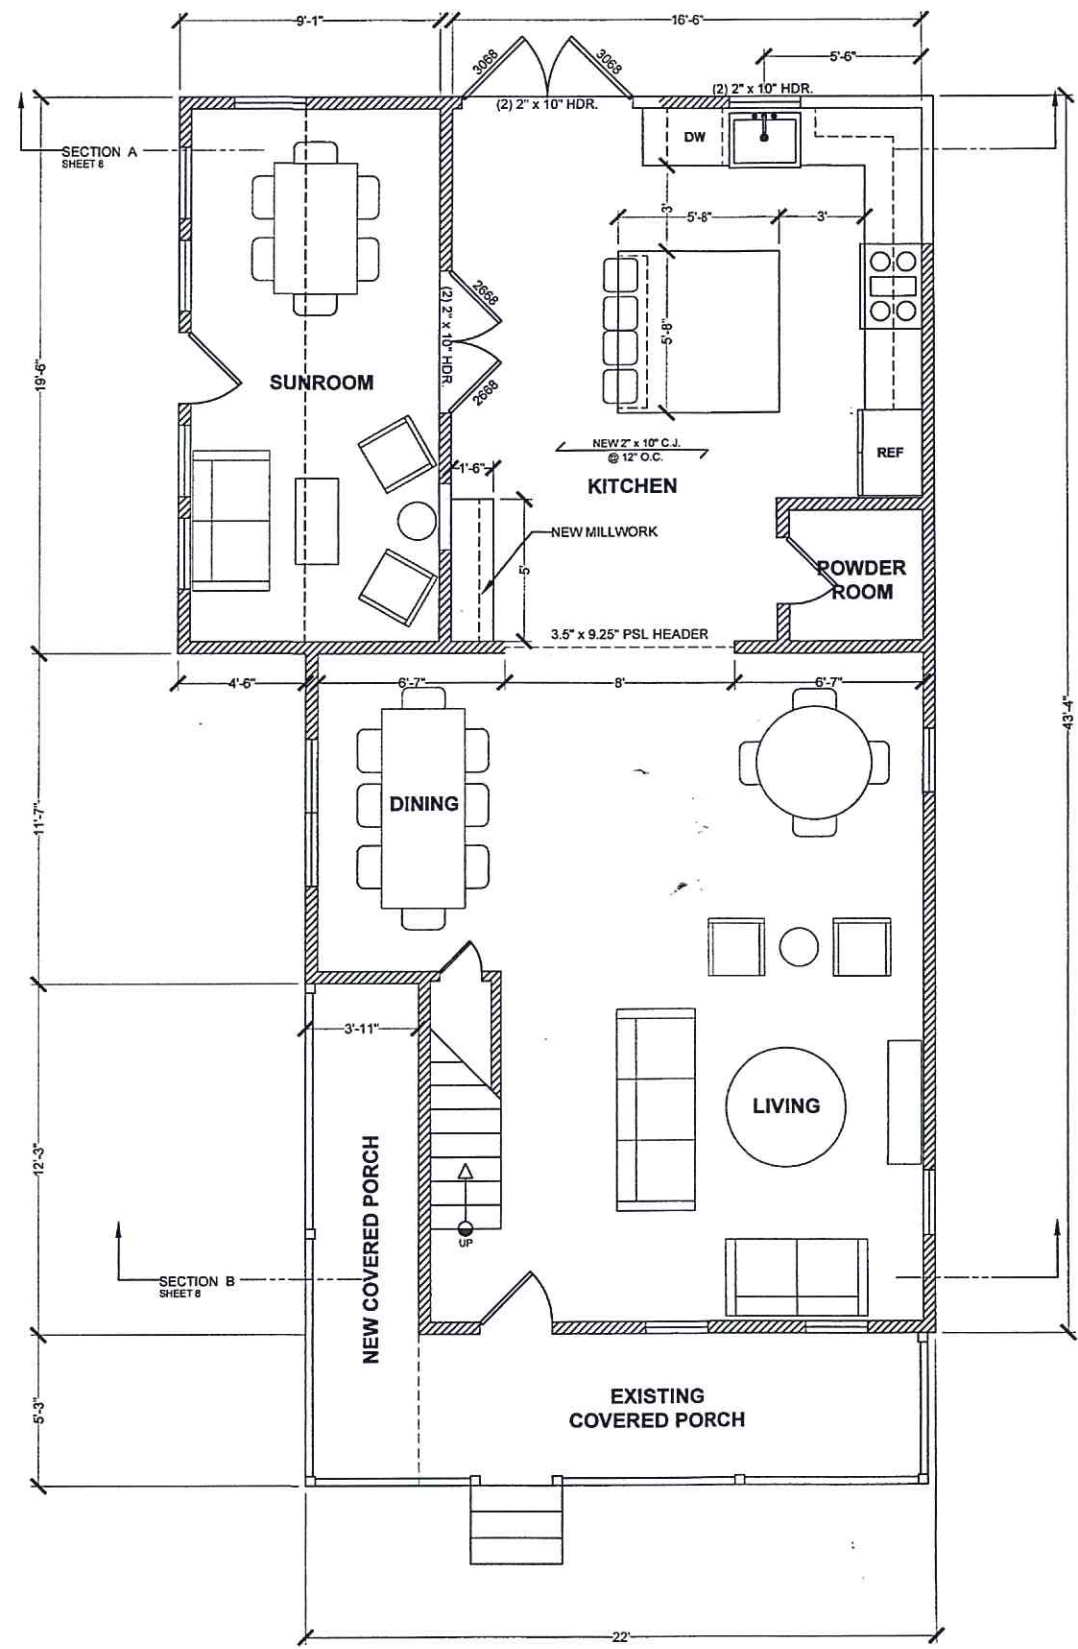 9'-1"
16'-6"
5'-6"
3068
3068
(2) 2" x 10" HDR.
(2) 2" x 10" HDR.
SECTION A
SHEET 8
DW
3'
5'-8"
3'
2668
(2) 2" x 10" HDR.
5'-8"
2668
19'-6"
SUNROOM
NEW 2" x 10" C.J.
@ 12" O.C.
REF
1'-6"
KITCHEN
NEW MILLWORK
5'
POWDER
ROOM
3.5" x 9.25" PSL HEADER
4'-6"
6'-7"
8'
6'-7"
43'-4"
11'-7"
DINING
3'-11"
LIVING
12'-3"
NEW COVERED PORCH
UP
SECTION B
SHEET 8
5'-3"
EXISTING
COVERED PORCH
22'